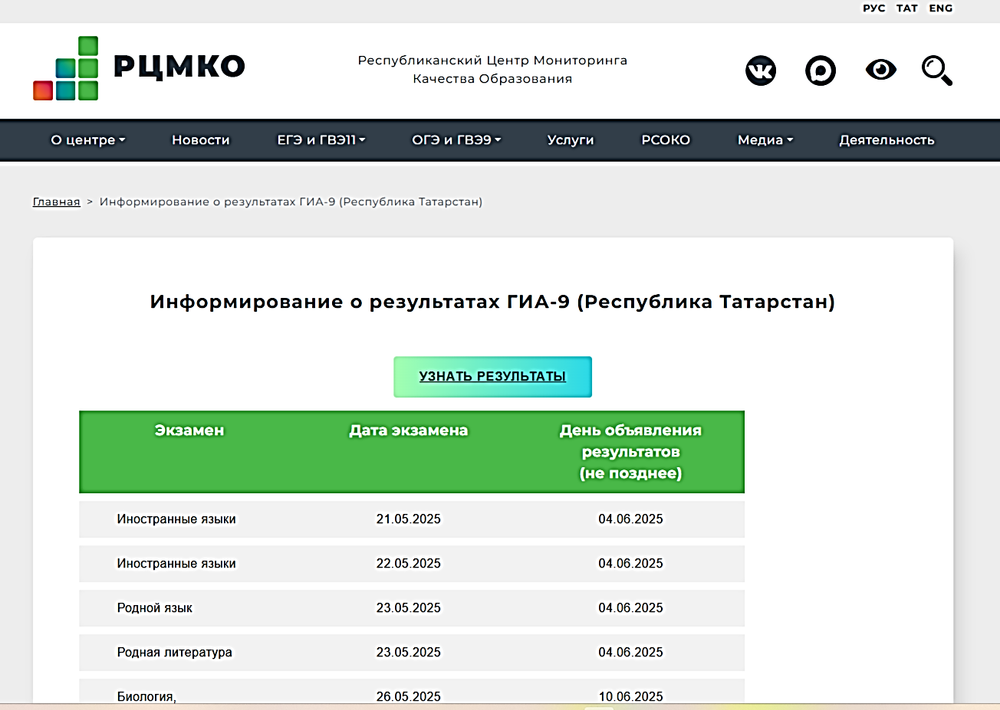 РУС ТАТ ENG
РЦМКО
Республиканский Центр Мониторинга
Качества Образования
О центре Новости ЕГЭ и ГВЭ11 ОГЭ и ГВЭ9 Услуги РСОКО Медиа Деятельность
Главная > Информирование о результатах ГИА-9 (Республика Татарстан)
Информирование о результатах ГИА-9 (Республика Татарстан)
УЗНАТЬ РЕЗУЛЬТАТЫ
Экзамен Дата экзамена День объявления
результатов
(не позднее)
Иностранные языки 21.05.2025 04.06.2025
Иностранные языки 22.05.2025 04.06.2025
Родной язык 23.05.2025 04.06.2025
Родная литература 23.05.2025 04.06.2025
Биология, 26.05.2025 10.06.2025